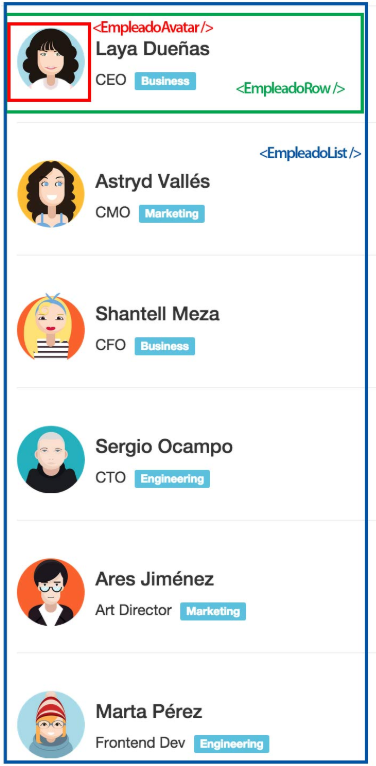 <EmpleadoAvatar />
Laya Dueñas
CEO Business
<EmpleadoRow />
<EmpleadoList />
Astryd Vallés
CMO Marketing
Shantell Meza
CFO Business
Sergio Ocampo
CTO Engineering
Ares Jiménez
Art Director Marketing
Marta Pérez
Frontend Dev Engineering